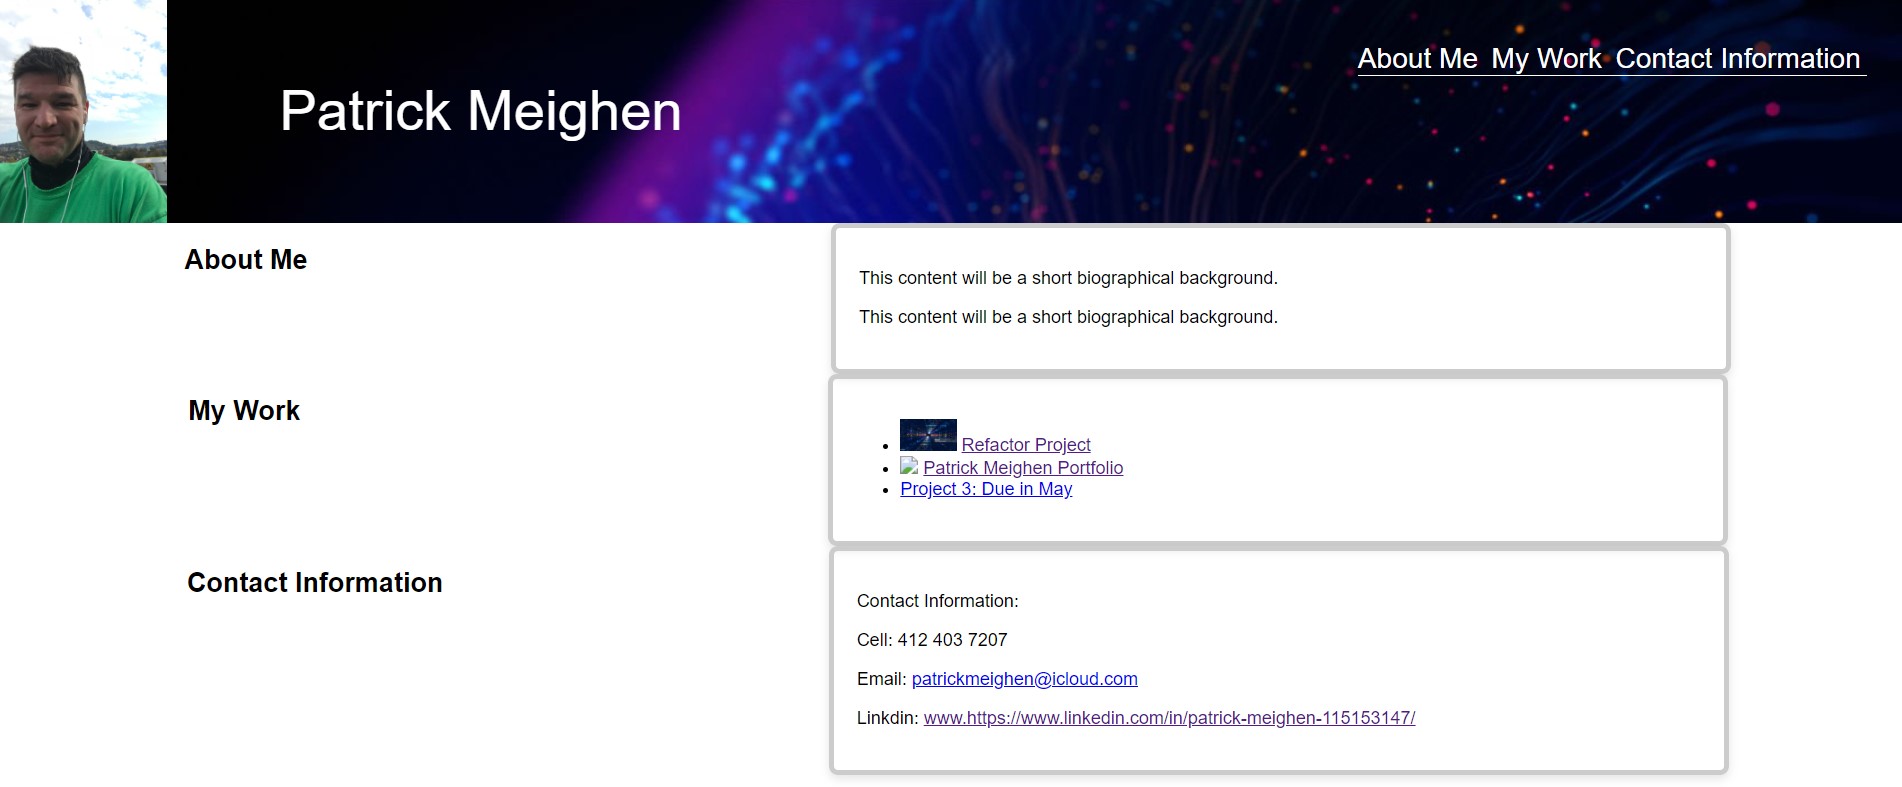 About Me My Work Contact Information
Patrick Meighen
About Me
This content will be a short biographical background.
This content will be a short biographical background.
My Work
Refactor Project
Patrick Meighen Portfolio
Project 3: Due in May
Contact Information
Contact Information:
Cell: 412 403 7207
Email: patrickmeighen@icloud.com
Linkdin: www.https://www.linkedin.com/in/patrick-meighen-115153147/